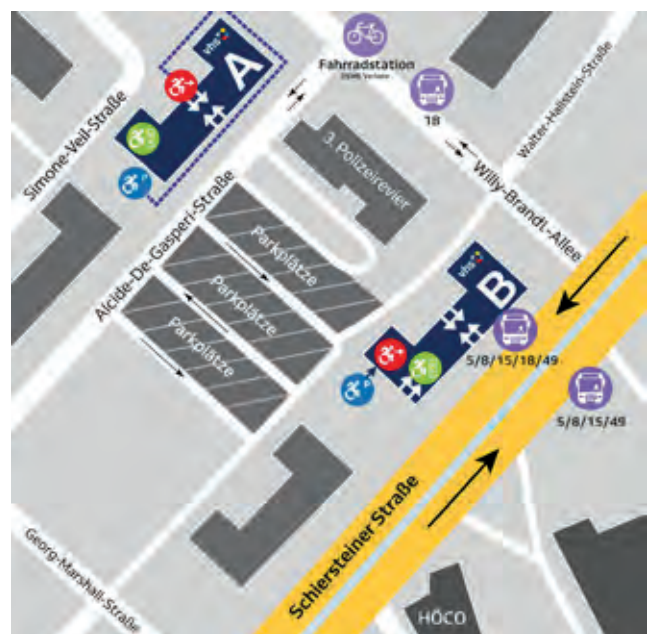 vhs
A
Fahrradstation
18
Simone-Veil-Straße
Walter-Hallstein-Straße
3. Polizeirevier
Willy-Brandt-Allee
Alcide-De-Gasperi-Straße
Parkplätze
Parkplätze
Parkplätze
vhs
B
P
P
5/8/15/18/49
5/8/15/49
Schiersteiner Straße
Georg-Marshall-Straße
HÖCO